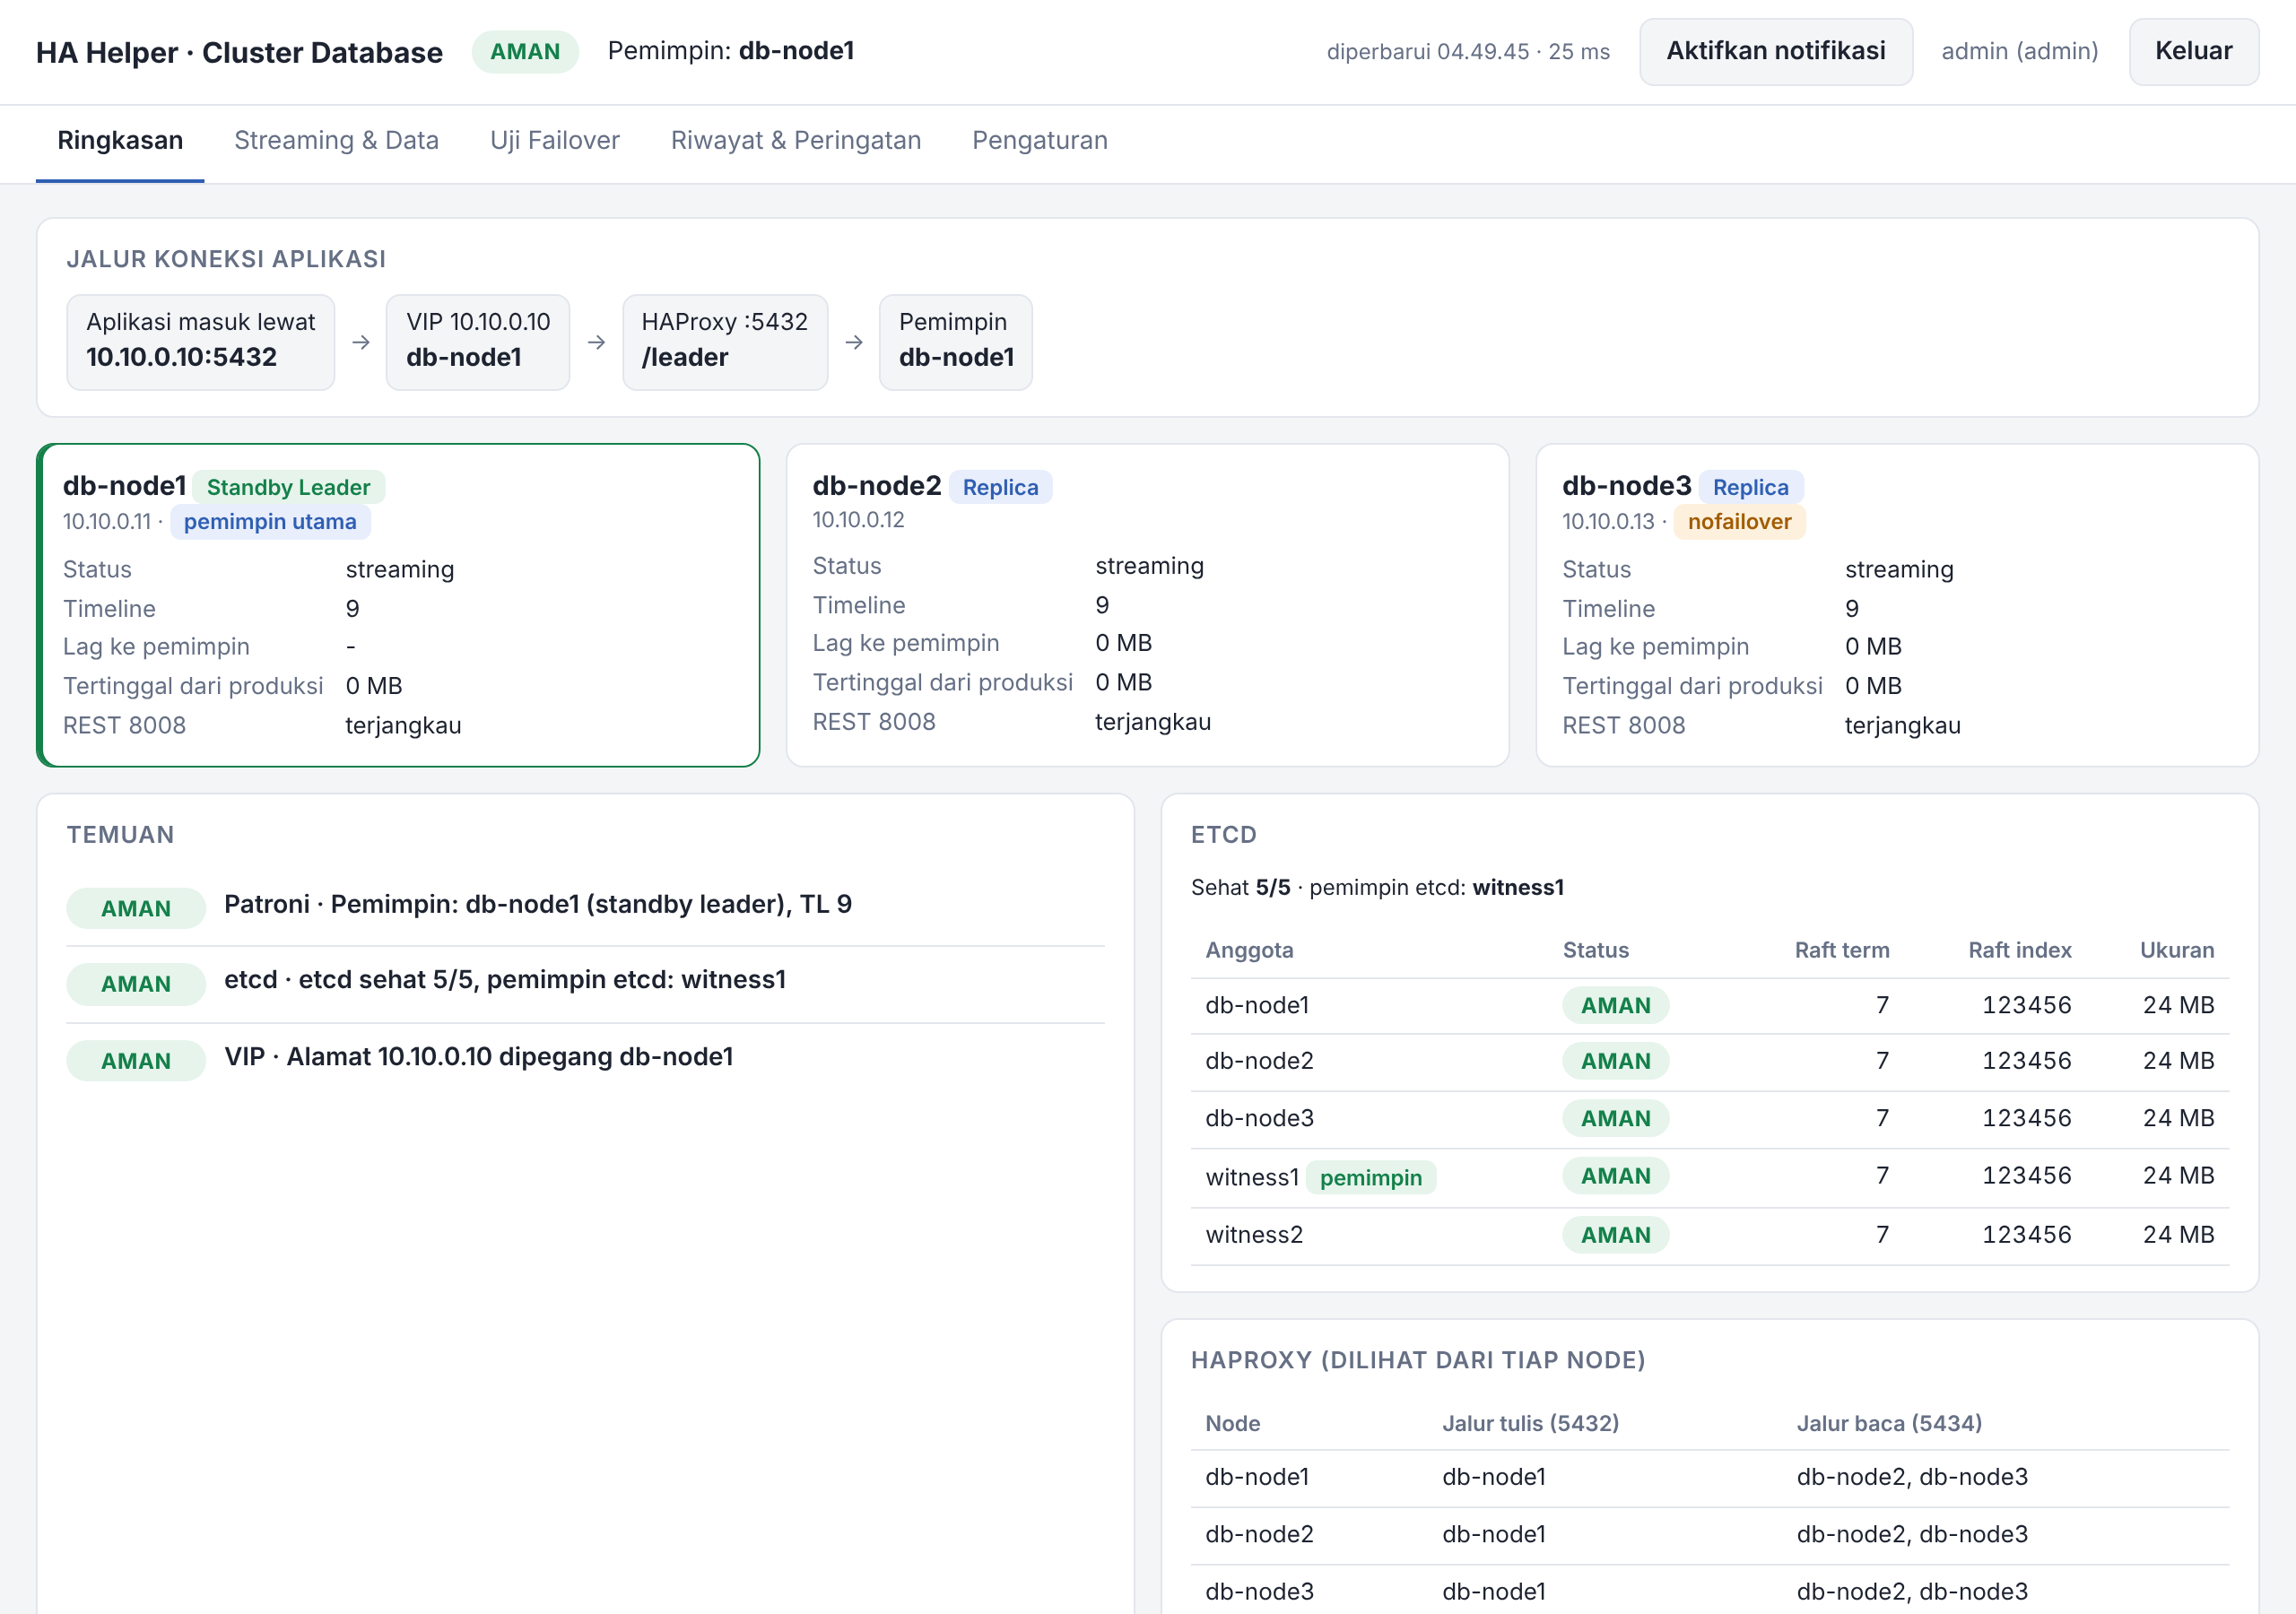 HA Helper · Cluster Database AMAN Pemimpin: db-node1 diperbarui 04.49.45 · 25 ms Aktifkan notifikasi admin (admin) Keluar
Ringkasan Streaming & Data Uji Failover Riwayat & Peringatan Pengaturan
JALUR KONEKSI APLIKASI
Aplikasi masuk lewat
10.10.0.10:5432
→
VIP 10.10.0.10
db-node1
→
HAProxy :5432
/leader
→
Pemimpin
db-node1
db-node1 Standby Leader
10.10.0.11 · pemimpin utama
Status streaming
Timeline 9
Lag ke pemimpin -
Tertinggal dari produksi 0 MB
REST 8008 terjangkau
db-node2 Replica
10.10.0.12
Status streaming
Timeline 9
Lag ke pemimpin 0 MB
Tertinggal dari produksi 0 MB
REST 8008 terjangkau
db-node3 Replica
10.10.0.13 · nofailover
Status streaming
Timeline 9
Lag ke pemimpin 0 MB
Tertinggal dari produksi 0 MB
REST 8008 terjangkau
TEMUAN
AMAN Patroni · Pemimpin: db-node1 (standby leader), TL 9
AMAN etcd · etcd sehat 5/5, pemimpin etcd: witness1
AMAN VIP · Alamat 10.10.0.10 dipegang db-node1
ETCD
Sehat 5/5 · pemimpin etcd: witness1
Anggota Status Raft term Raft index Ukuran
db-node1 AMAN 7 123456 24 MB
db-node2 AMAN 7 123456 24 MB
db-node3 AMAN 7 123456 24 MB
witness1 pemimpin AMAN 7 123456 24 MB
witness2 AMAN 7 123456 24 MB
HAPROXY (DILIHAT DARI TIAP NODE)
Node Jalur tulis (5432) Jalur baca (5434)
db-node1 db-node1 db-node2, db-node3
db-node2 db-node1 db-node2, db-node3
db-node3 db-node1 db-node2, db-node3